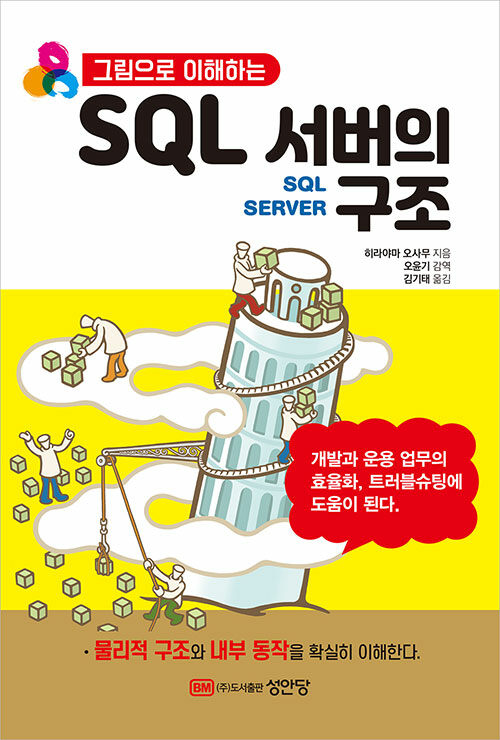 그림으로 이해하는
SQL 서버의
SQL
SERVER
구조
히라야마 오사무 지음
오윤기 감역
김기태 옮김
개발과 운용 업무의
효율화, 트러블슈팅에
도움이 된다.
· 물리적 구조와 내부 동작을 확실히 이해한다.
BM (주)도서출판 성안당